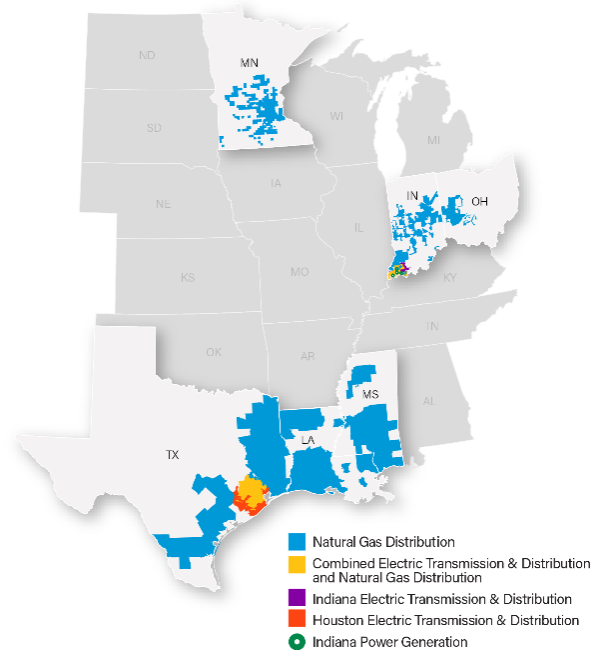 ND
MN
SD
WI
MI
NE
IA
IN
OH
IL
KS
MO
KY
OK
AR
TN
MS
AL
TX
LA
Natural Gas Distribution
Combined Electric Transmission & Distribution
and Natural Gas Distribution
Indiana Electric Transmission & Distribution
Houston Electric Transmission & Distribution
Indiana Power Generation